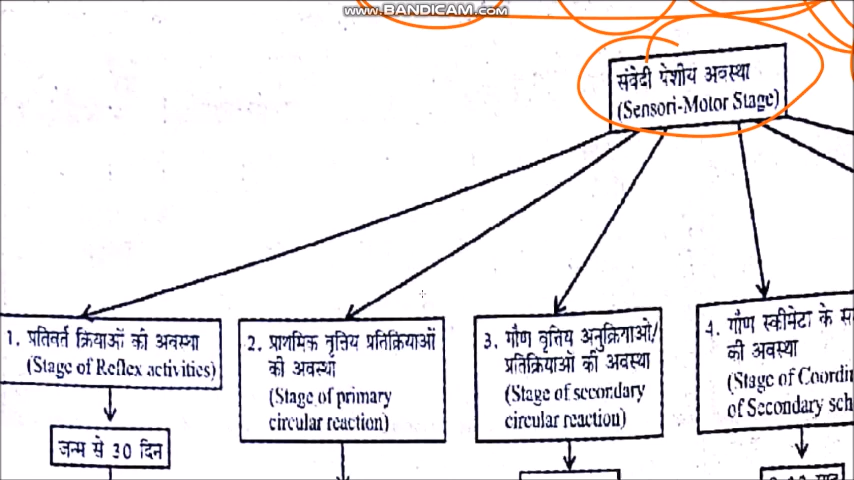 WWW.BANDICAM.COM
संवेदी पेशीय अवस्था
(Sensori-Motor Stage)
1. प्रतिवर्त क्रियाओं की अवस्था
(Stage of Reflex activities)
जन्म से 30 दिन
2. प्राथमिक वृत्तिय प्रतिक्रियाओं
की अवस्था
(Stage of primary
circular reaction)
3. गौण वृत्तिय अनुक्रियाओं/
प्रतिक्रियाओं की अवस्था
(Stage of secondary
circular reaction)
4. गौण स्कीमेटा के
की अवस्था
(Stage of
of Secondary